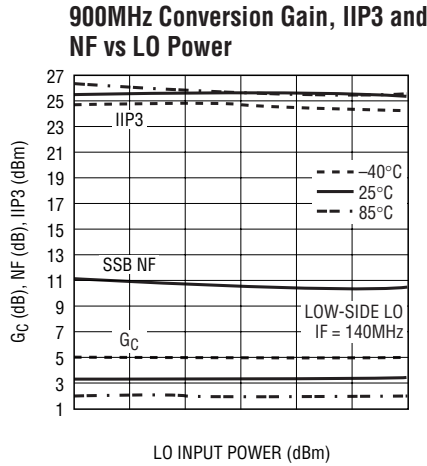 900MHz Conversion Gain, IIP3 and
NF vs LO Power
GC (dB), NF (dB), IIP3 (dBm)
27
25
23
21
19
17
15
13
11
9
7
5
3
1
IIP3
–40°C
25°C
85°C
SSB NF
LOW-SIDE LO
IF = 140MHz
GC
LO INPUT POWER (dBm)